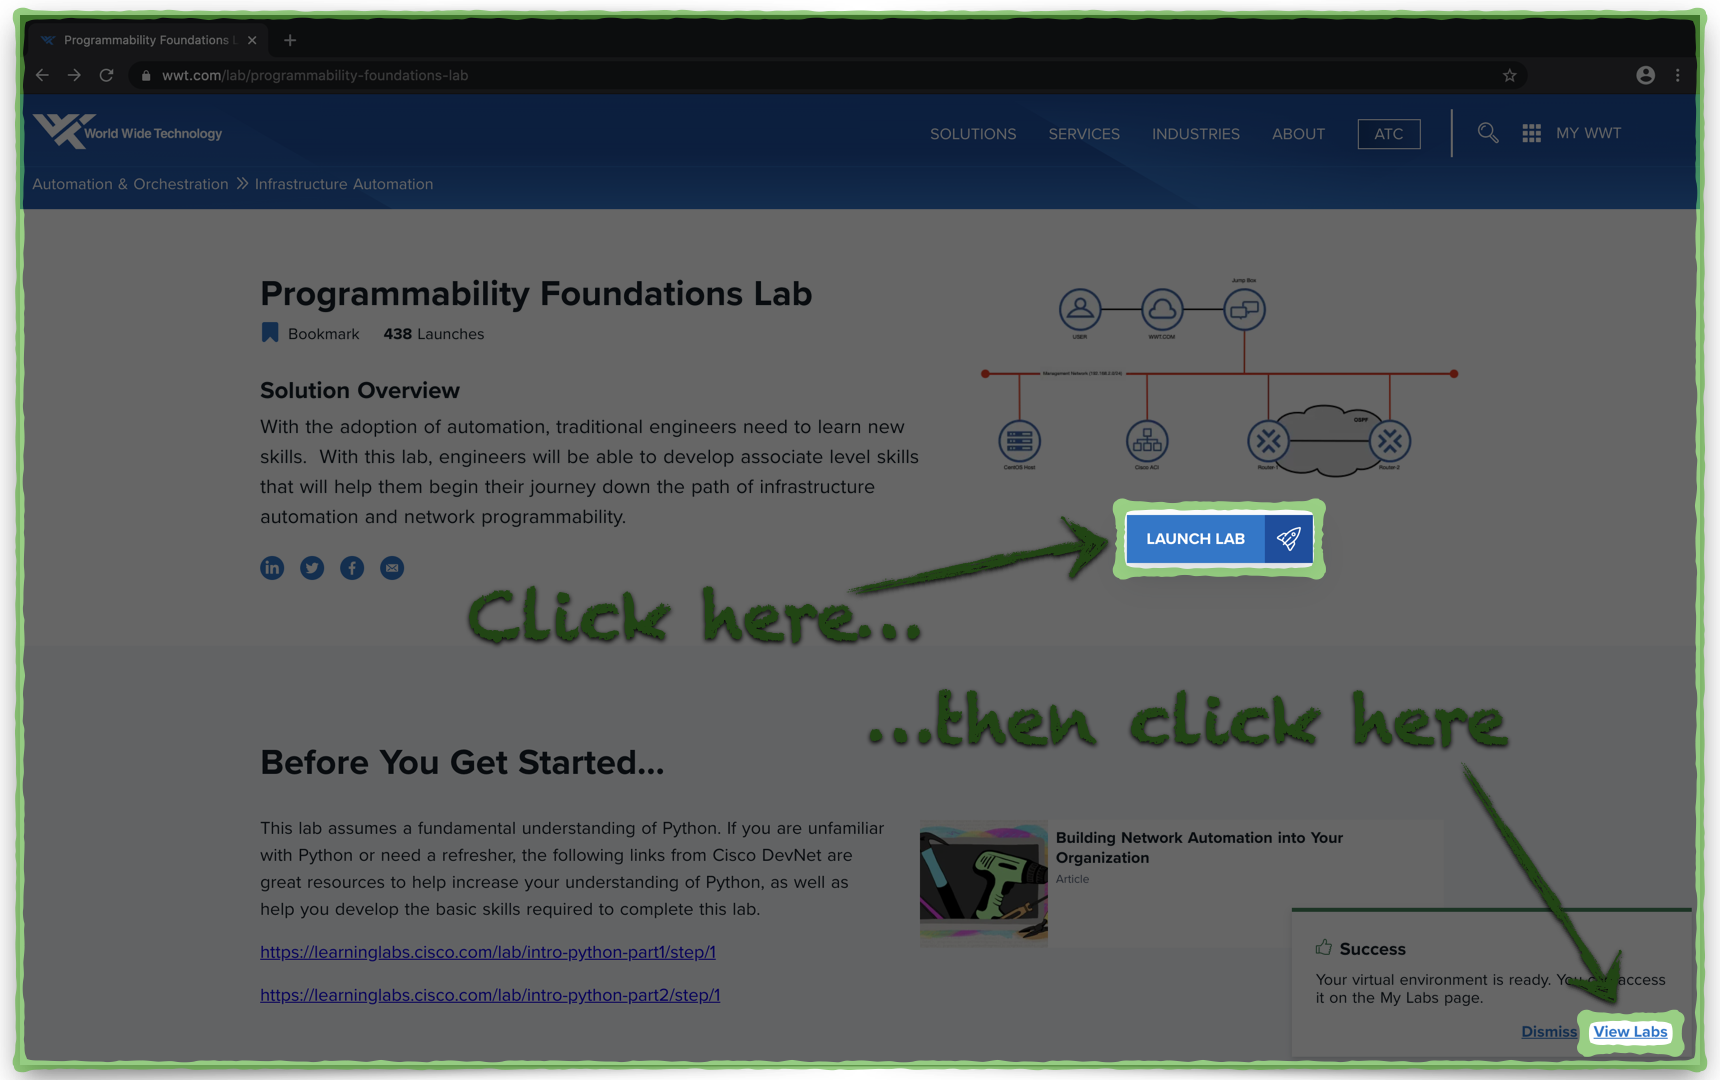 Programmability Foundations L
wwt.com/lab/programmability-foundations-lab
World Wide Technology
SOLUTIONS SERVICES INDUSTRIES ABOUT ATC MY WWT
Automation & Orchestration Infrastructure Automation
Programmability Foundations Lab
Bookmark 438 Launches
Solution Overview
With the adoption of automation, traditional engineers need to learn new
skills. With this lab, engineers will be able to develop associate level skills
that will help them begin their journey down the path of infrastructure
automation and network programmability.
Jump Box
USER WWT.COM
Management Network (192.168.2.0/24)
OSPF
CentOS Host Cisco ACI Router-1 Router-2
LAUNCH LAB
Click here...
...then click here
Before You Get Started...
This lab assumes a fundamental understanding of Python. If you are unfamiliar
with Python or need a refresher, the following links from Cisco DevNet are
great resources to help increase your understanding of Python, as well as
help you develop the basic skills required to complete this lab.
https://learninglabs.cisco.com/lab/intro-python-part1/step/1
https://learninglabs.cisco.com/lab/intro-python-part2/step/1
Building Network Automation into Your
Organization
Article
Success
Your virtual environment is ready. You can access
it on the My Labs page.
Dismiss View Labs